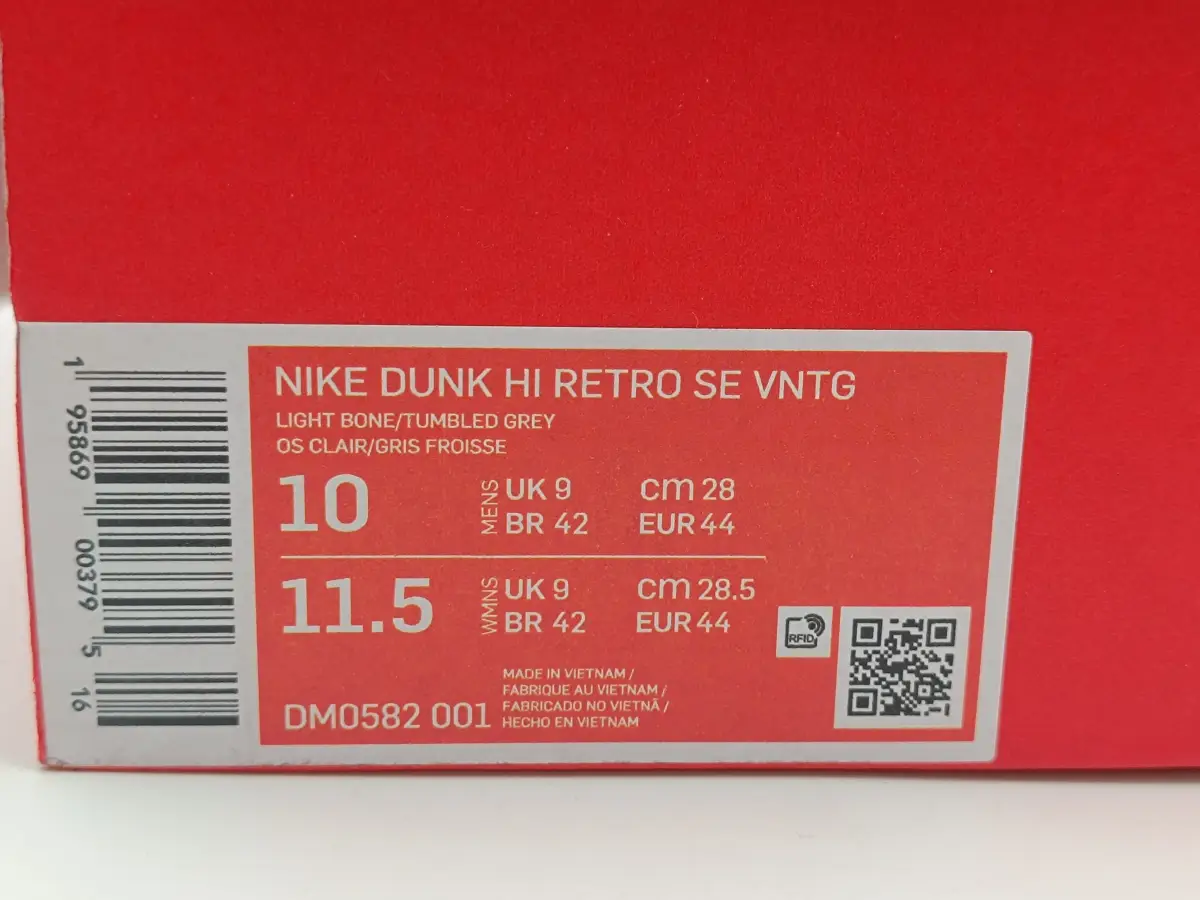 NIKE DUNK HI RETRO SE VNTG
LIGHT BONE/TUMBLED GREY
OS CLAIR/GRIS FROISSE
10 MENS UK 9 cm 28
BR 42 EUR 44
11.5 WMNS UK 9 cm 28.5
BR 42 EUR 44
DM0582 001
MADE IN VIETNAM /
FABRIQUE AU VIETNAM /
FABRICADO NO VIETNÃ /
HECHO EN VIETNAM
RFID
1 95869 00379 5 16